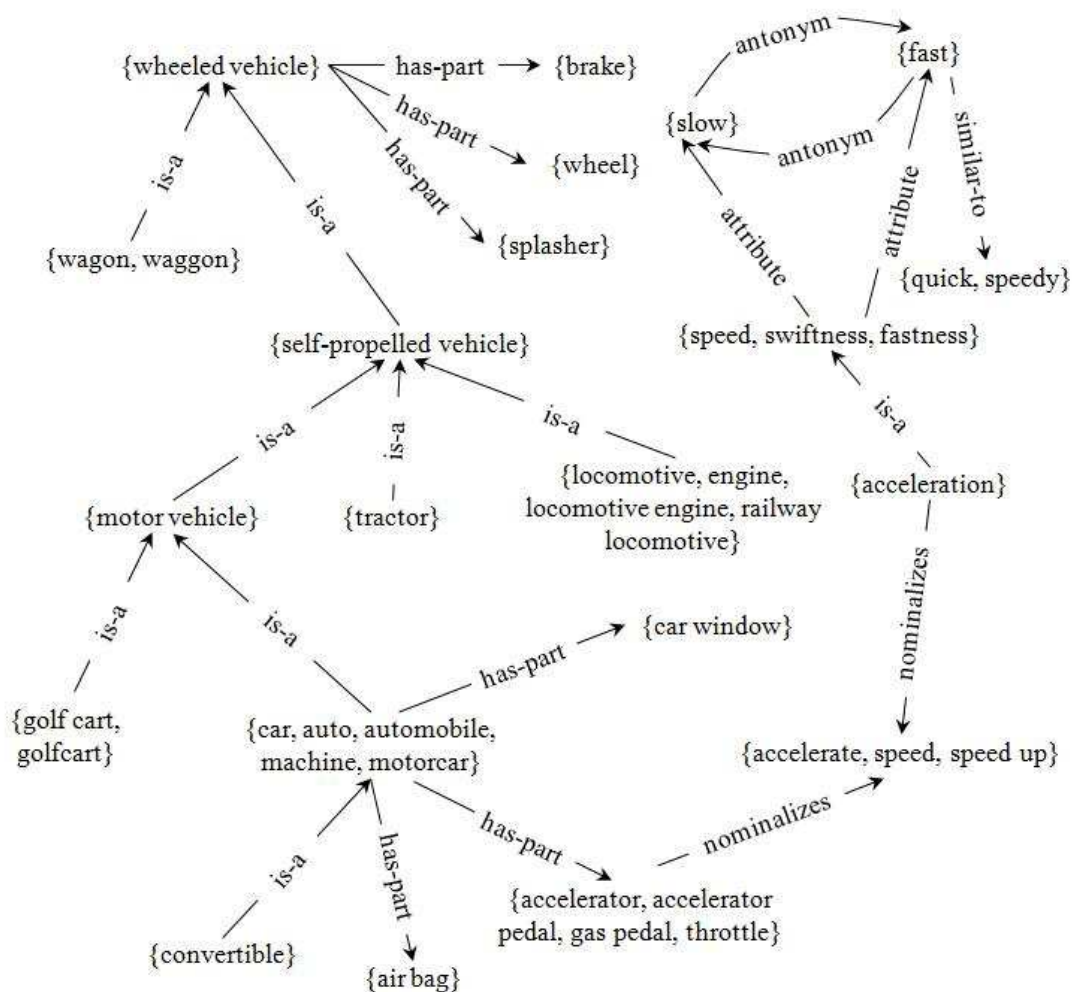 antonym
{wheeled vehicle} has-part {brake} {fast}
has-part {slow}
antonym
similar-to
is-a
has-part
{wheel}
is-a
attribute
attribute
{wagon, waggon}
{splasher}
{quick, speedy}
{self-propelled vehicle}
{speed, swiftness, fastness}
is-a
is-a
is-a
is-a
{motor vehicle}
{tractor}
{locomotive, engine,
locomotive engine, railway
locomotive}
{acceleration}
nominalizes
is-a
is-a
{car window}
has-part
{golf cart,
golfcart}
{car, auto, automobile,
machine, motorcar}
{accelerate, speed, speed up}
nominalizes
has-part
has-part
is-a
{accelerator, accelerator
pedal, gas pedal, throttle}
{convertible}
{air bag}